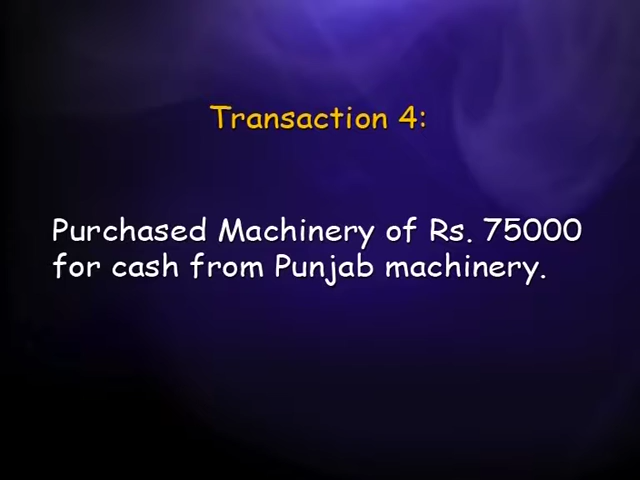 Transaction 4:
Purchased Machinery of Rs. 75000
for cash from Punjab machinery.